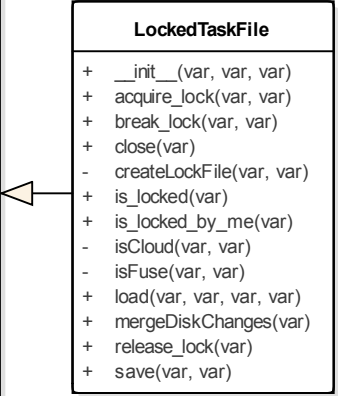 LockedTaskFile
+ __init__(var, var, var)
+ acquire_lock(var, var)
+ break_lock(var, var)
+ close(var)
- createLockFile(var, var)
+ is_locked(var)
+ is_locked_by_me(var)
- isCloud(var, var)
- isFuse(var, var)
+ load(var, var, var, var)
+ mergeDiskChanges(var)
+ release_lock(var)
+ save(var, var)